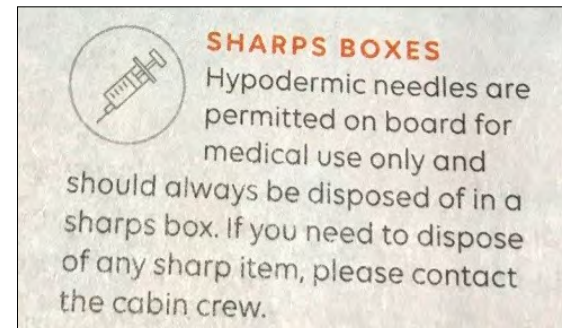 SHARPS BOXES
Hypodermic needles are
permitted on board for
medical use only and
should always be disposed of in a
sharps box. If you need to dispose
of any sharp item, please contact
the cabin crew.